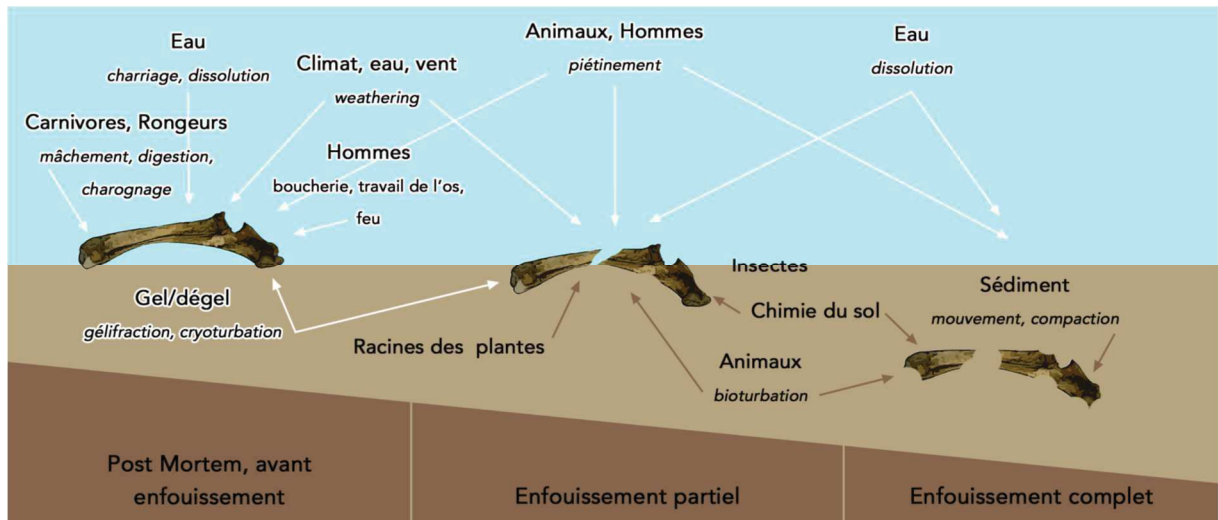 Eau
charriage, dissolution
Climat, eau, vent
weathering
Animaux, Hommes
piétinement
Eau
dissolution
Carnivores, Rongeurs
mâchement, digestion,
charognage
Hommes
boucherie, travail de l'os,
feu
Gel/dégel
gélifraction, cryoturbation
Racines des plantes
Insectes
Chimie du sol
Animaux
bioturbation
Sédiment
mouvement, compaction
Post Mortem, avant
enfouissement
Enfouissement partiel
Enfouissement complet